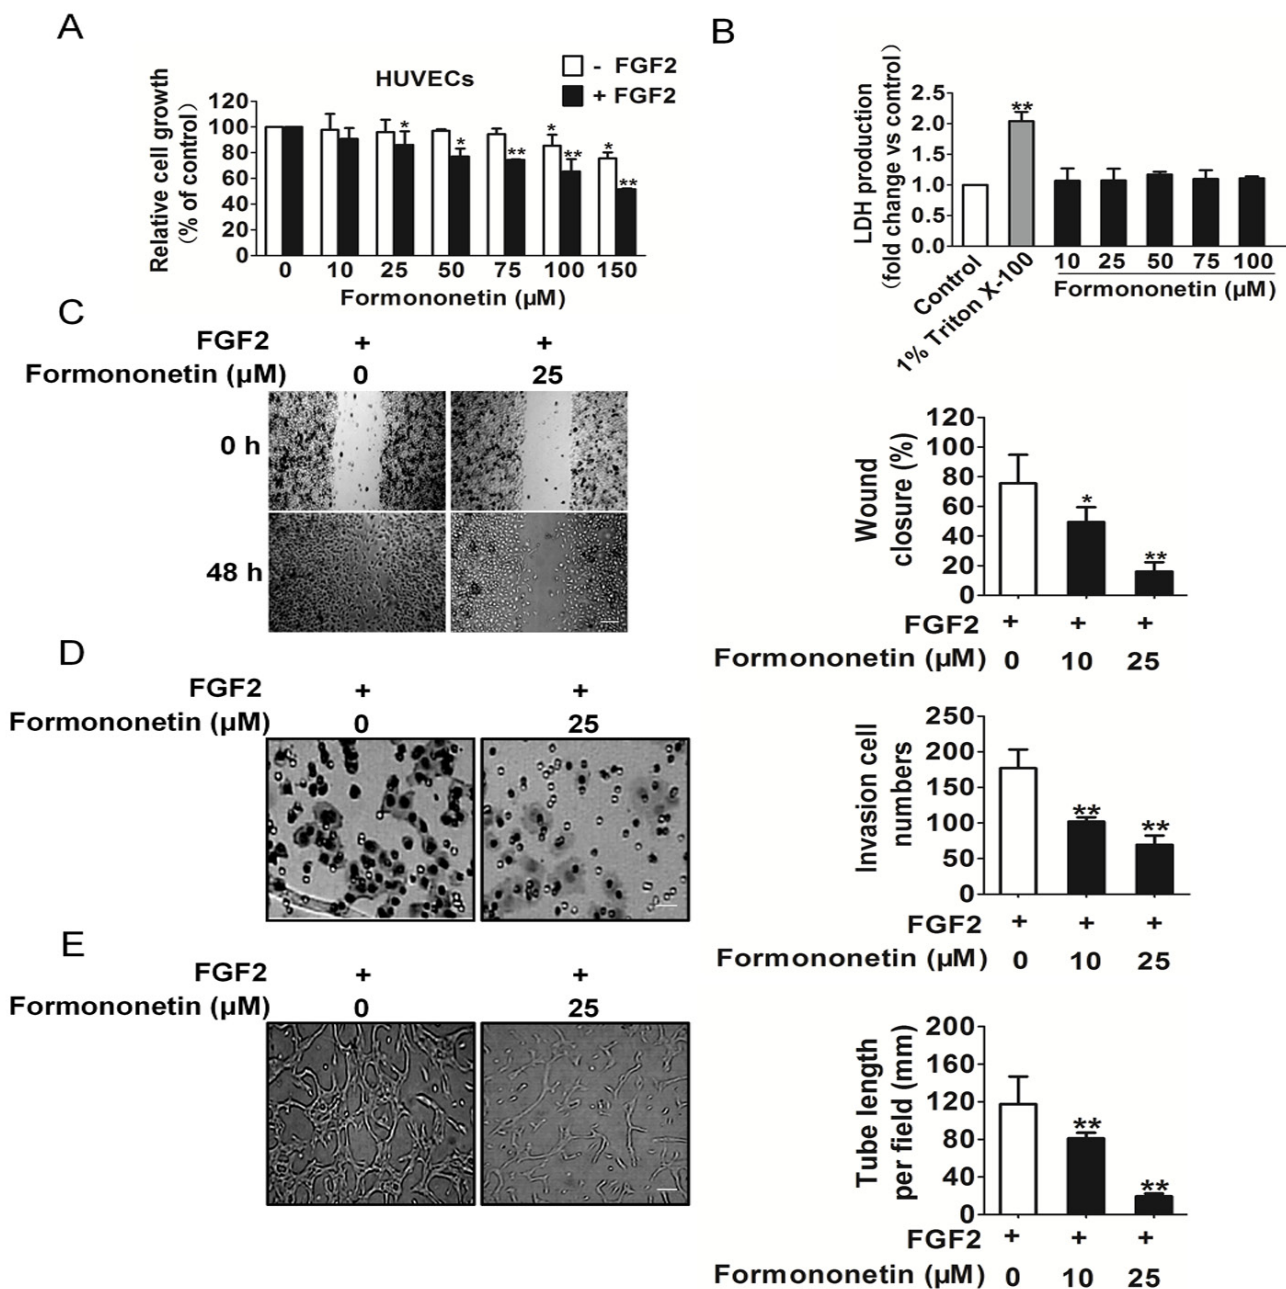 A
HUVECs
- FGF2
+ FGF2
Relative cell growth
(% of control)
120
100
80
60
40
20
0
* * ** * ** * **
0 10 25 50 75 100 150
Formononetin (µM)
B
LDH production
(fold change vs control)
2.5
2.0
1.5
1.0
0.5
0.0
**
Control
1% Triton X-100
10 25 50 75 100
Formononetin (µM)
C
FGF2 + +
Formononetin (µM) 0 25
0 h
48 h
Wound
closure (%)
120
100
80
60
40
20
0
* **
FGF2 + + +
Formononetin (µM) 0 10 25
D
FGF2 + +
Formononetin (µM) 0 25
Invasion cell
numbers
250
200
150
100
50
0
** **
FGF2 + + +
Formononetin (µM) 0 10 25
E
FGF2 + +
Formononetin (µM) 0 25
Tube length
per field (mm)
200
160
120
80
40
0
** **
FGF2 + + +
Formononetin (µM) 0 10 25